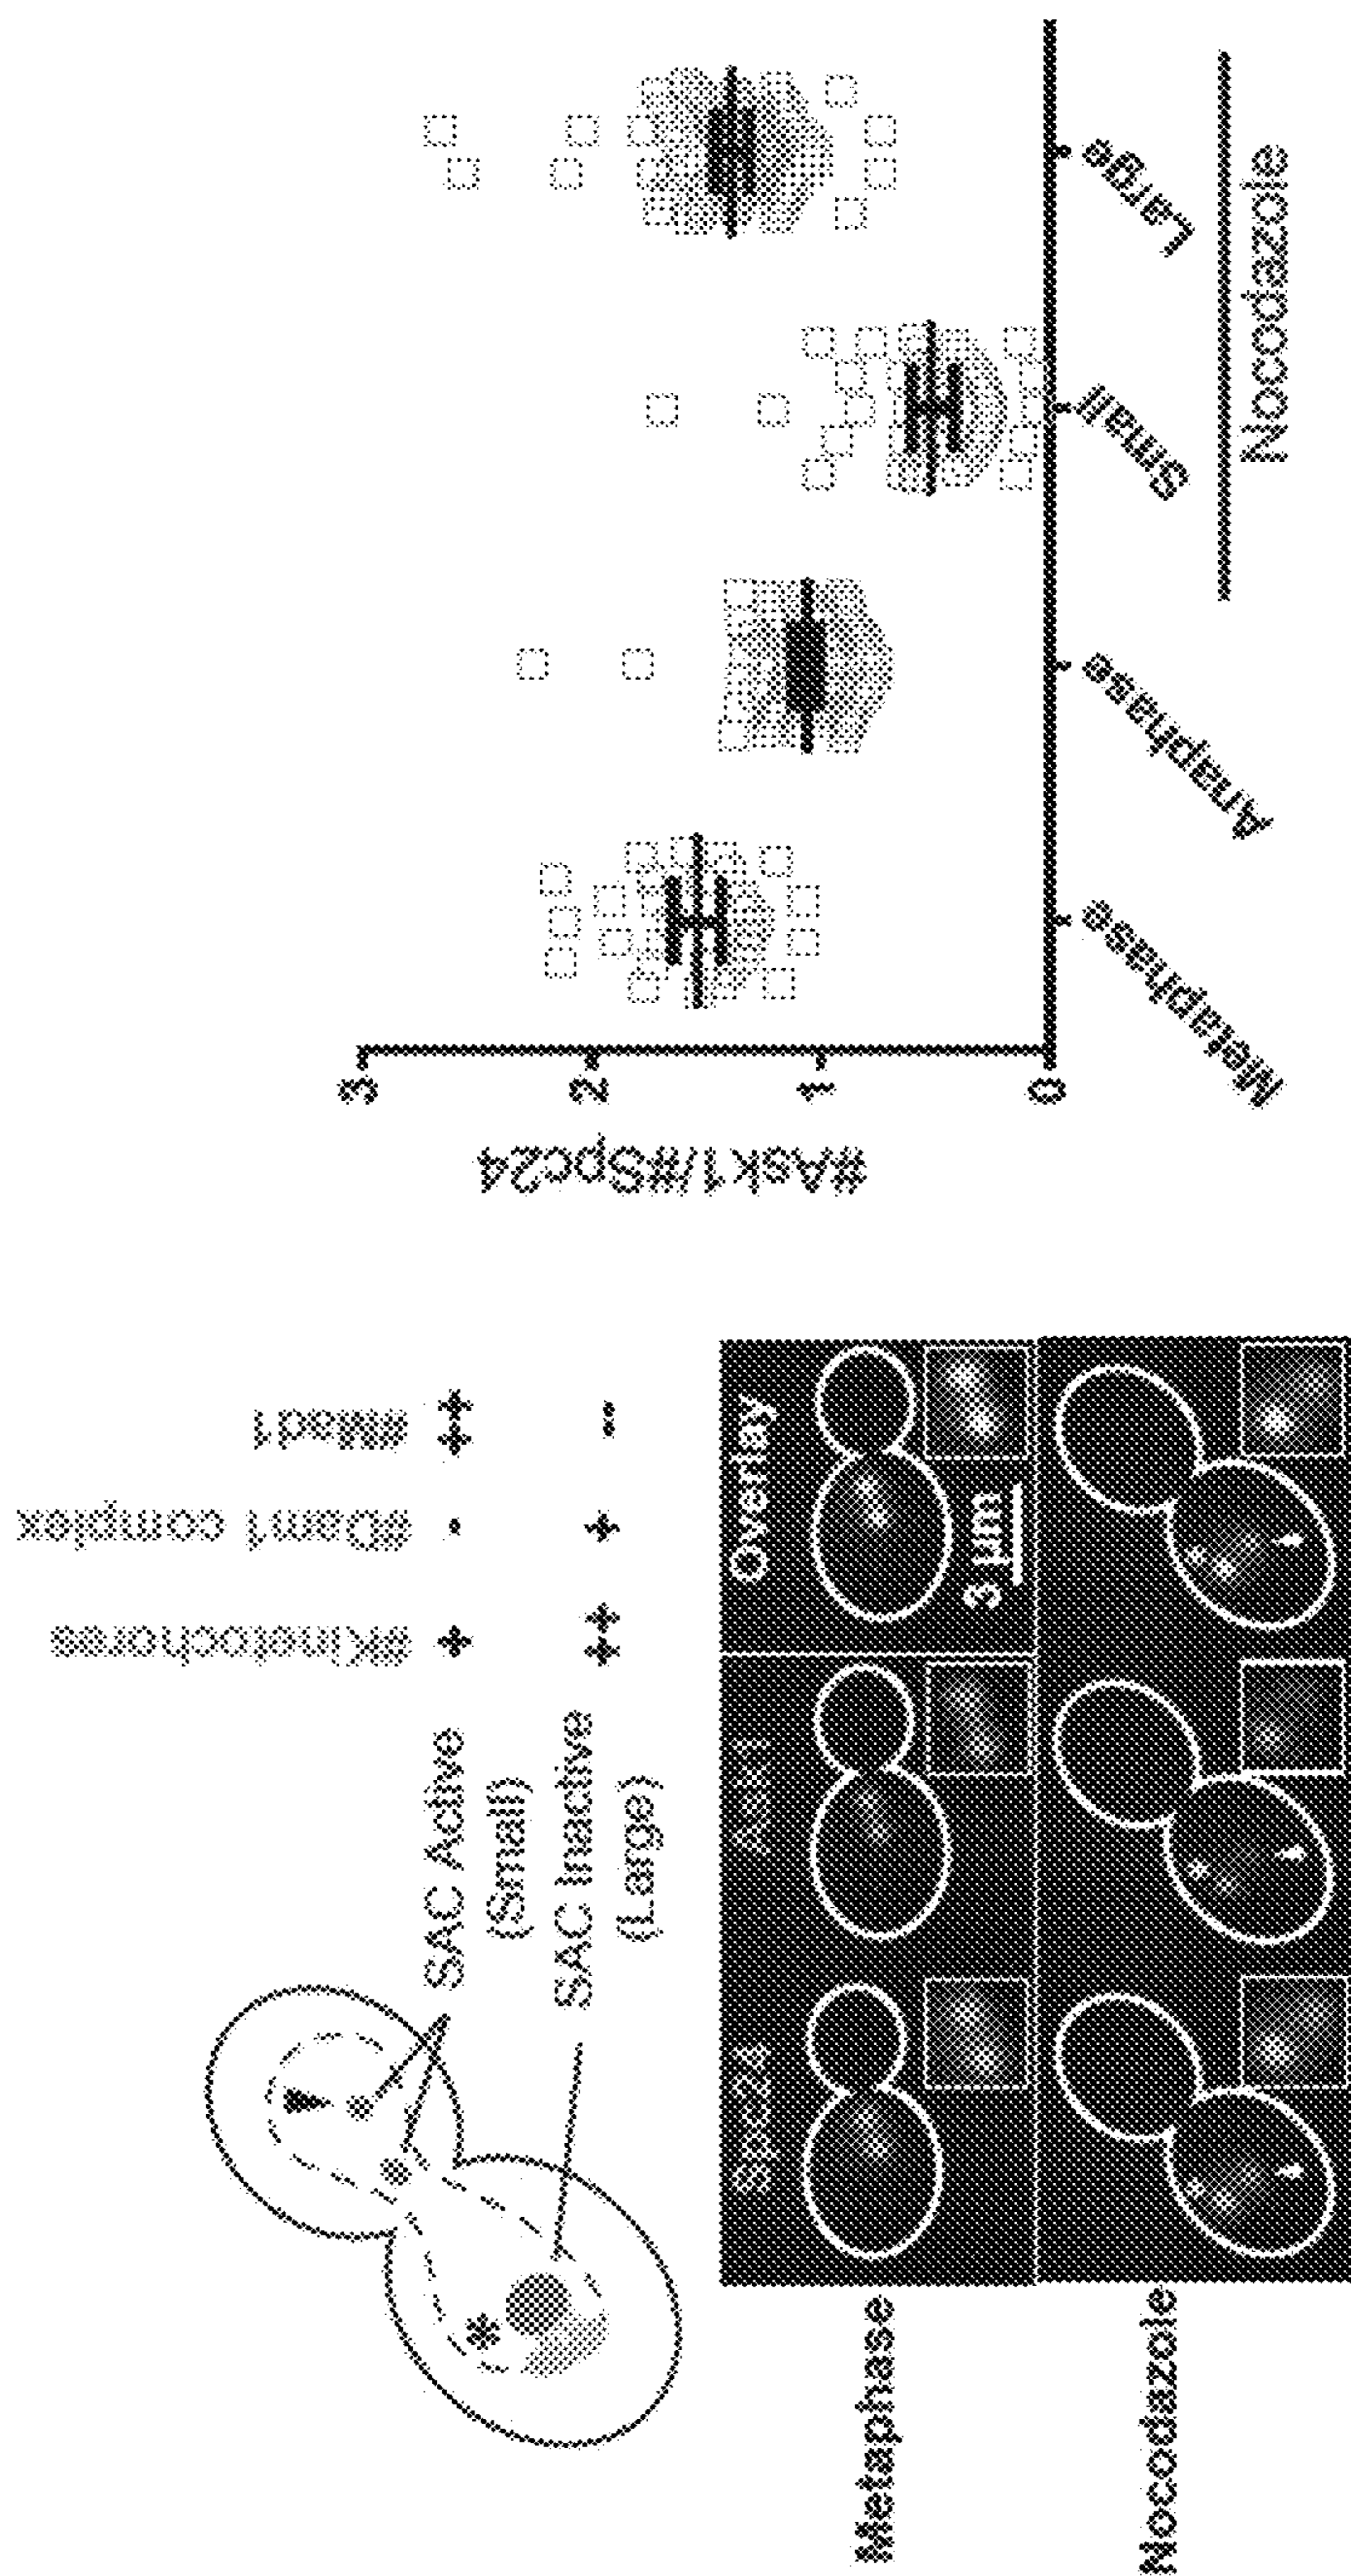 #Kinetochores
#Dam1 complex
#Mad1
SAC Active
(Small)
+
-
++
SAC Inactive
(Large)
++
+
-
Spc24
Ask1
Overlay
Metaphase
3 µm
Nocodazole
#Ask1/#Spc24
3
2
1
0
Metaphase
Anaphase
Small
Large
Nocodazole